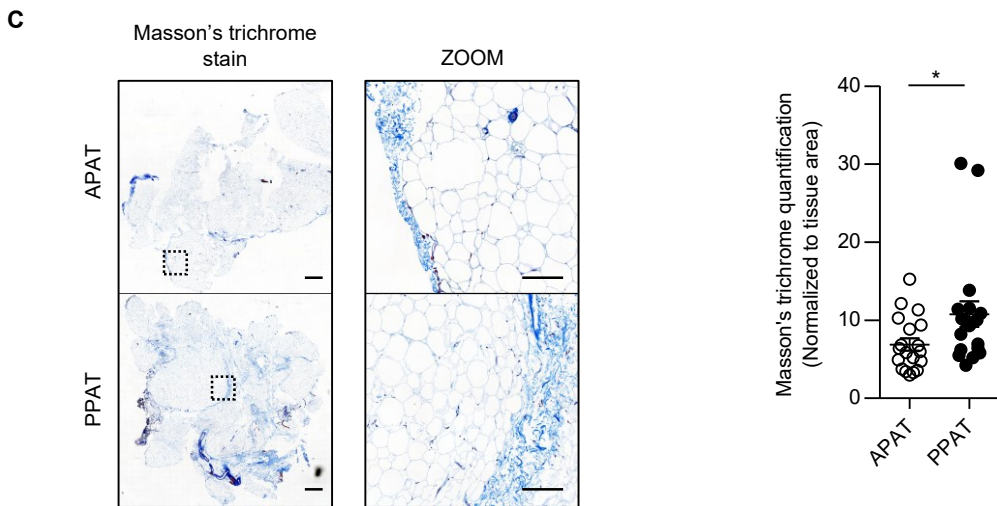 C
Masson's trichrome
stain
ZOOM
APAT
PPAT
Masson's trichrome quantification
(Normalized to tissue area)
40
30
20
10
0
*
APAT
PPAT